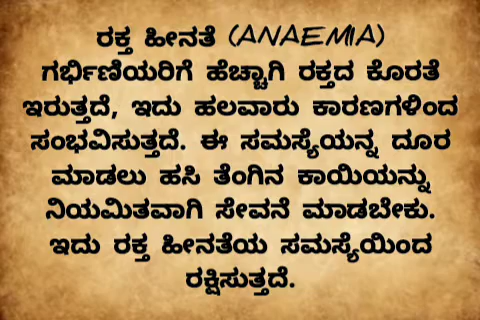 ರಕ್ತ ಹೀನತೆ (ANAEMIA)
ಗರ್ಭಿಣಿಯರಿಗೆ ಹೆಚ್ಚಾಗಿ ರಕ್ತದ ಕೊರತೆ
ಇರುತ್ತದೆ, ಇದು ಹಲವಾರು ಕಾರಣಗಳಿಂದ
ಸಂಭವಿಸುತ್ತದೆ. ಈ ಸಮಸ್ಯೆಯನ್ನ ದೂರ
ಮಾಡಲು ಹಸಿ ತೆಂಗಿನ ಕಾಯಿಯನ್ನು
ನಿಯಮಿತವಾಗಿ ಸೇವನೆ ಮಾಡಬೇಕು.
ಇದು ರಕ್ತ ಹೀನತೆಯ ಸಮಸ್ಯೆಯಿಂದ
ರಕ್ಷಿಸುತ್ತದೆ.